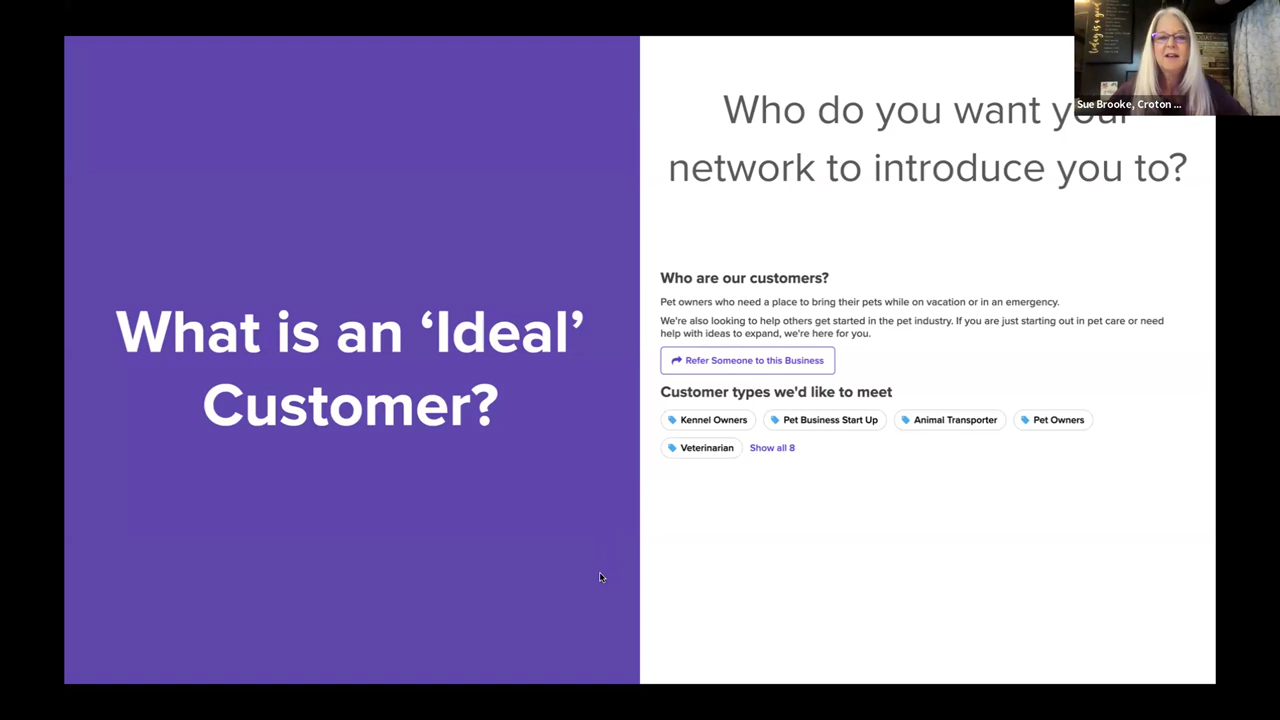 What is an ‘Ideal’
Customer?
Who do you want your
network to introduce you to?
Who are our customers?
Pet owners who need a place to bring their pets while on vacation or in an emergency.
We're also looking to help others get started in the pet industry. If you are just starting out in pet care or need
help with ideas to expand, we're here for you.
Refer Someone to this Business
Customer types we'd like to meet
Kennel Owners
Pet Business Start Up
Animal Transporter
Pet Owners
Veterinarian
Show all 8
today is a good
Sue Brooke, Croton ...